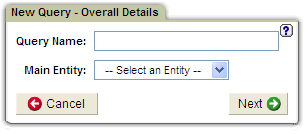 New Query - Overall Details
?
Query Name:
Main Entity: -- Select an Entity --
Cancel Next